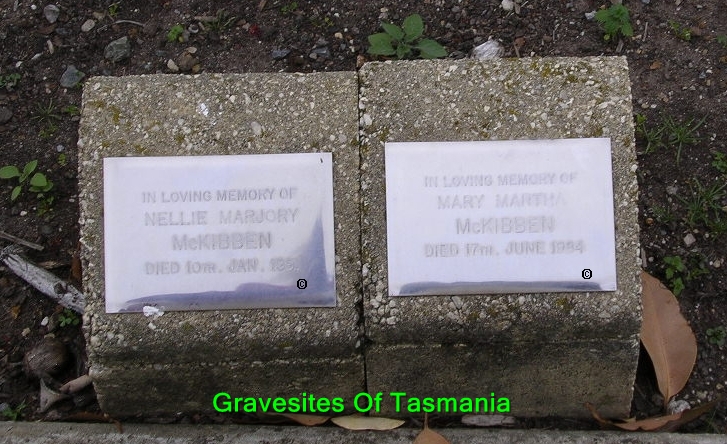 IN LOVING MEMORY OF
NELLIE MARJORY
McKIBBEN
DIED 10TH. JAN.
©
IN LOVING MEMORY OF
MARY MARTHA
McKIBBEN
DIED 17TH. JUNE 1984
©
Gravesites Of Tasmania